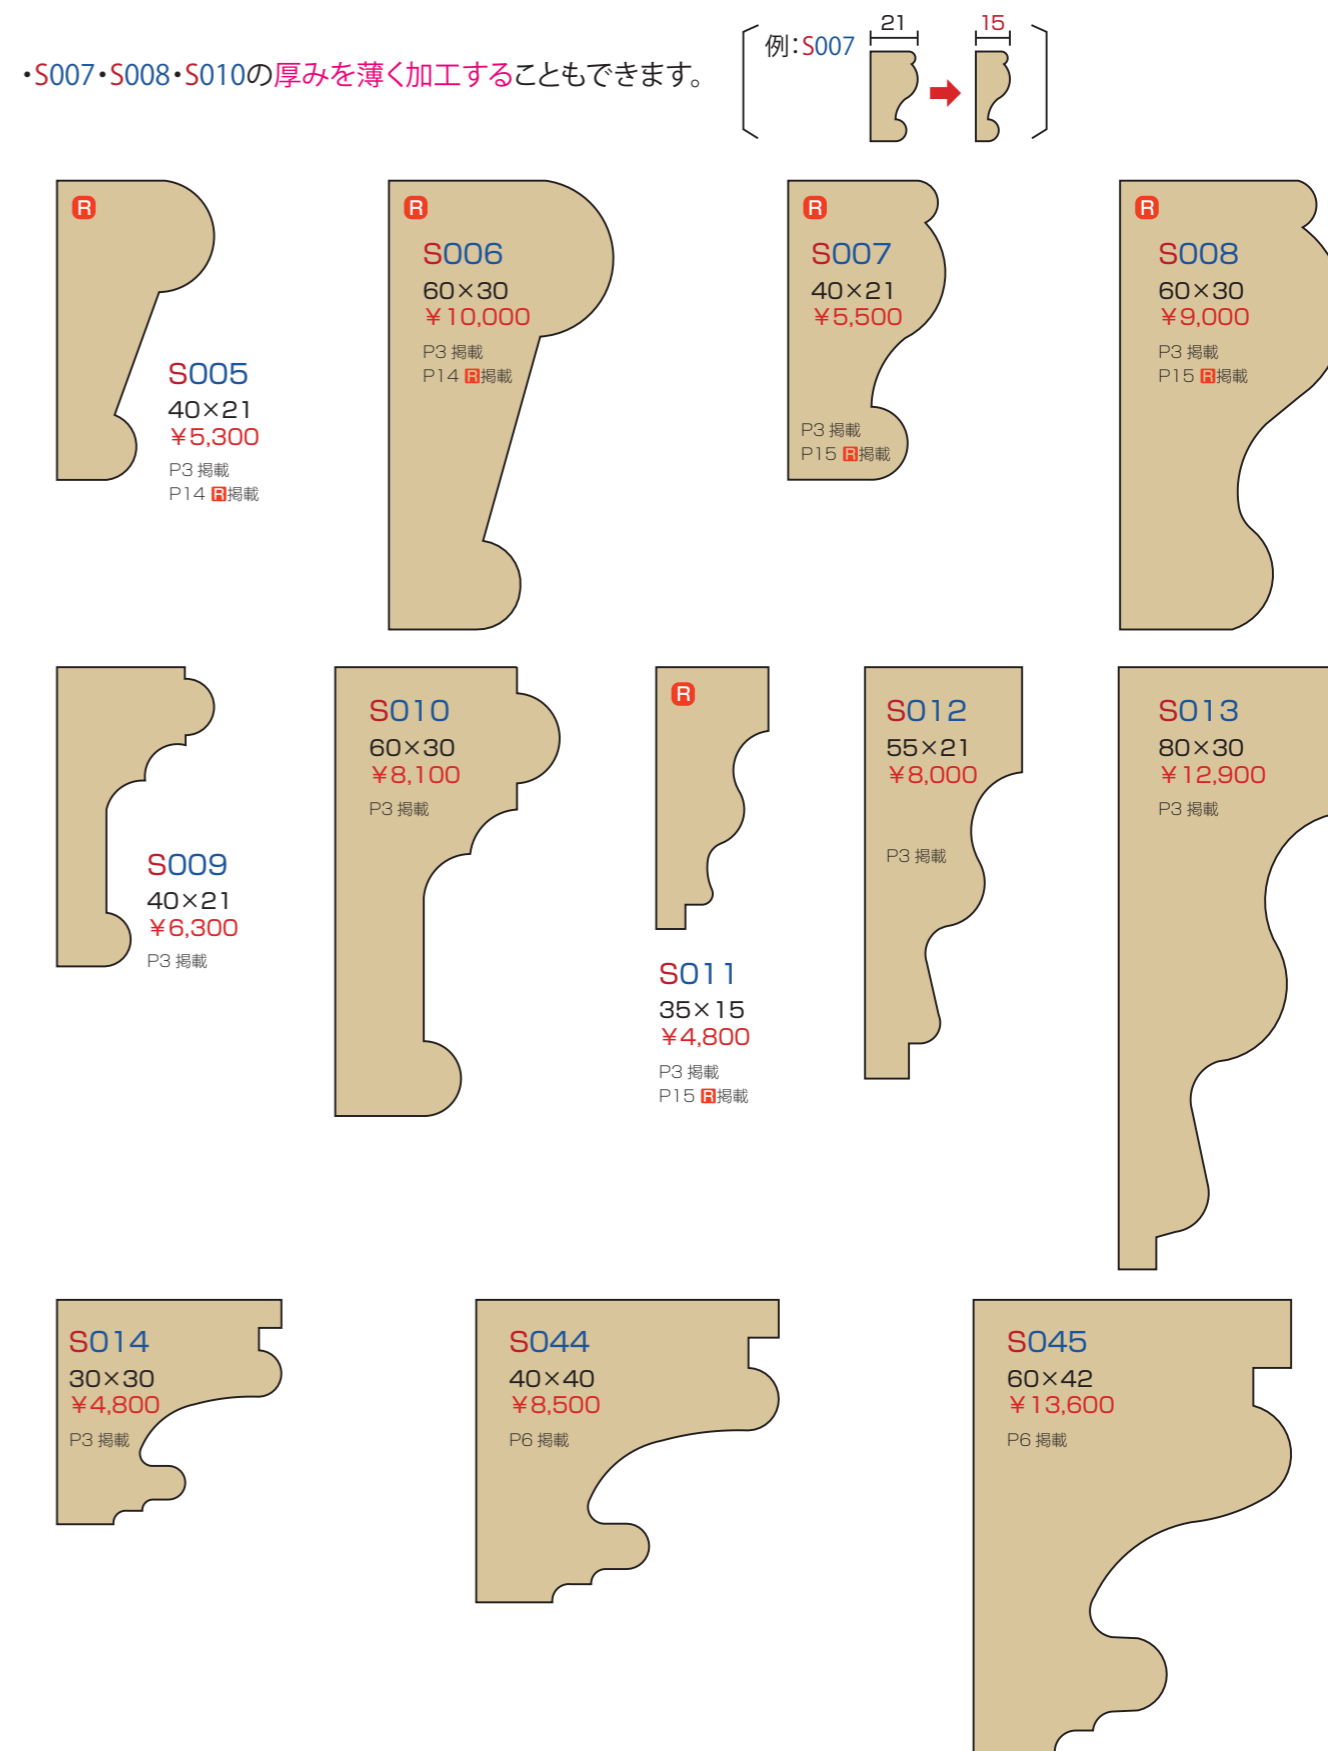 ・S007・S008・S010の厚みを薄く加工することもできます。
例：S007
21
15
R
S005
40×21
￥5,300
P3 掲載
P14 R掲載
R
S006
60×30
￥10,000
P3 掲載
P14 R掲載
R
S007
40×21
￥5,500
P3 掲載
P15 R掲載
R
S008
60×30
￥9,000
P3 掲載
P15 R掲載
S009
40×21
￥6,300
P3 掲載
S010
60×30
￥8,100
P3 掲載
R
S011
35×15
￥4,800
P3 掲載
P15 R掲載
S012
55×21
￥8,000
P3 掲載
S013
80×30
￥12,900
P3 掲載
S014
30×30
￥4,800
P3 掲載
S044
40×40
￥8,500
P6 掲載
S045
60×42
￥13,600
P6 掲載